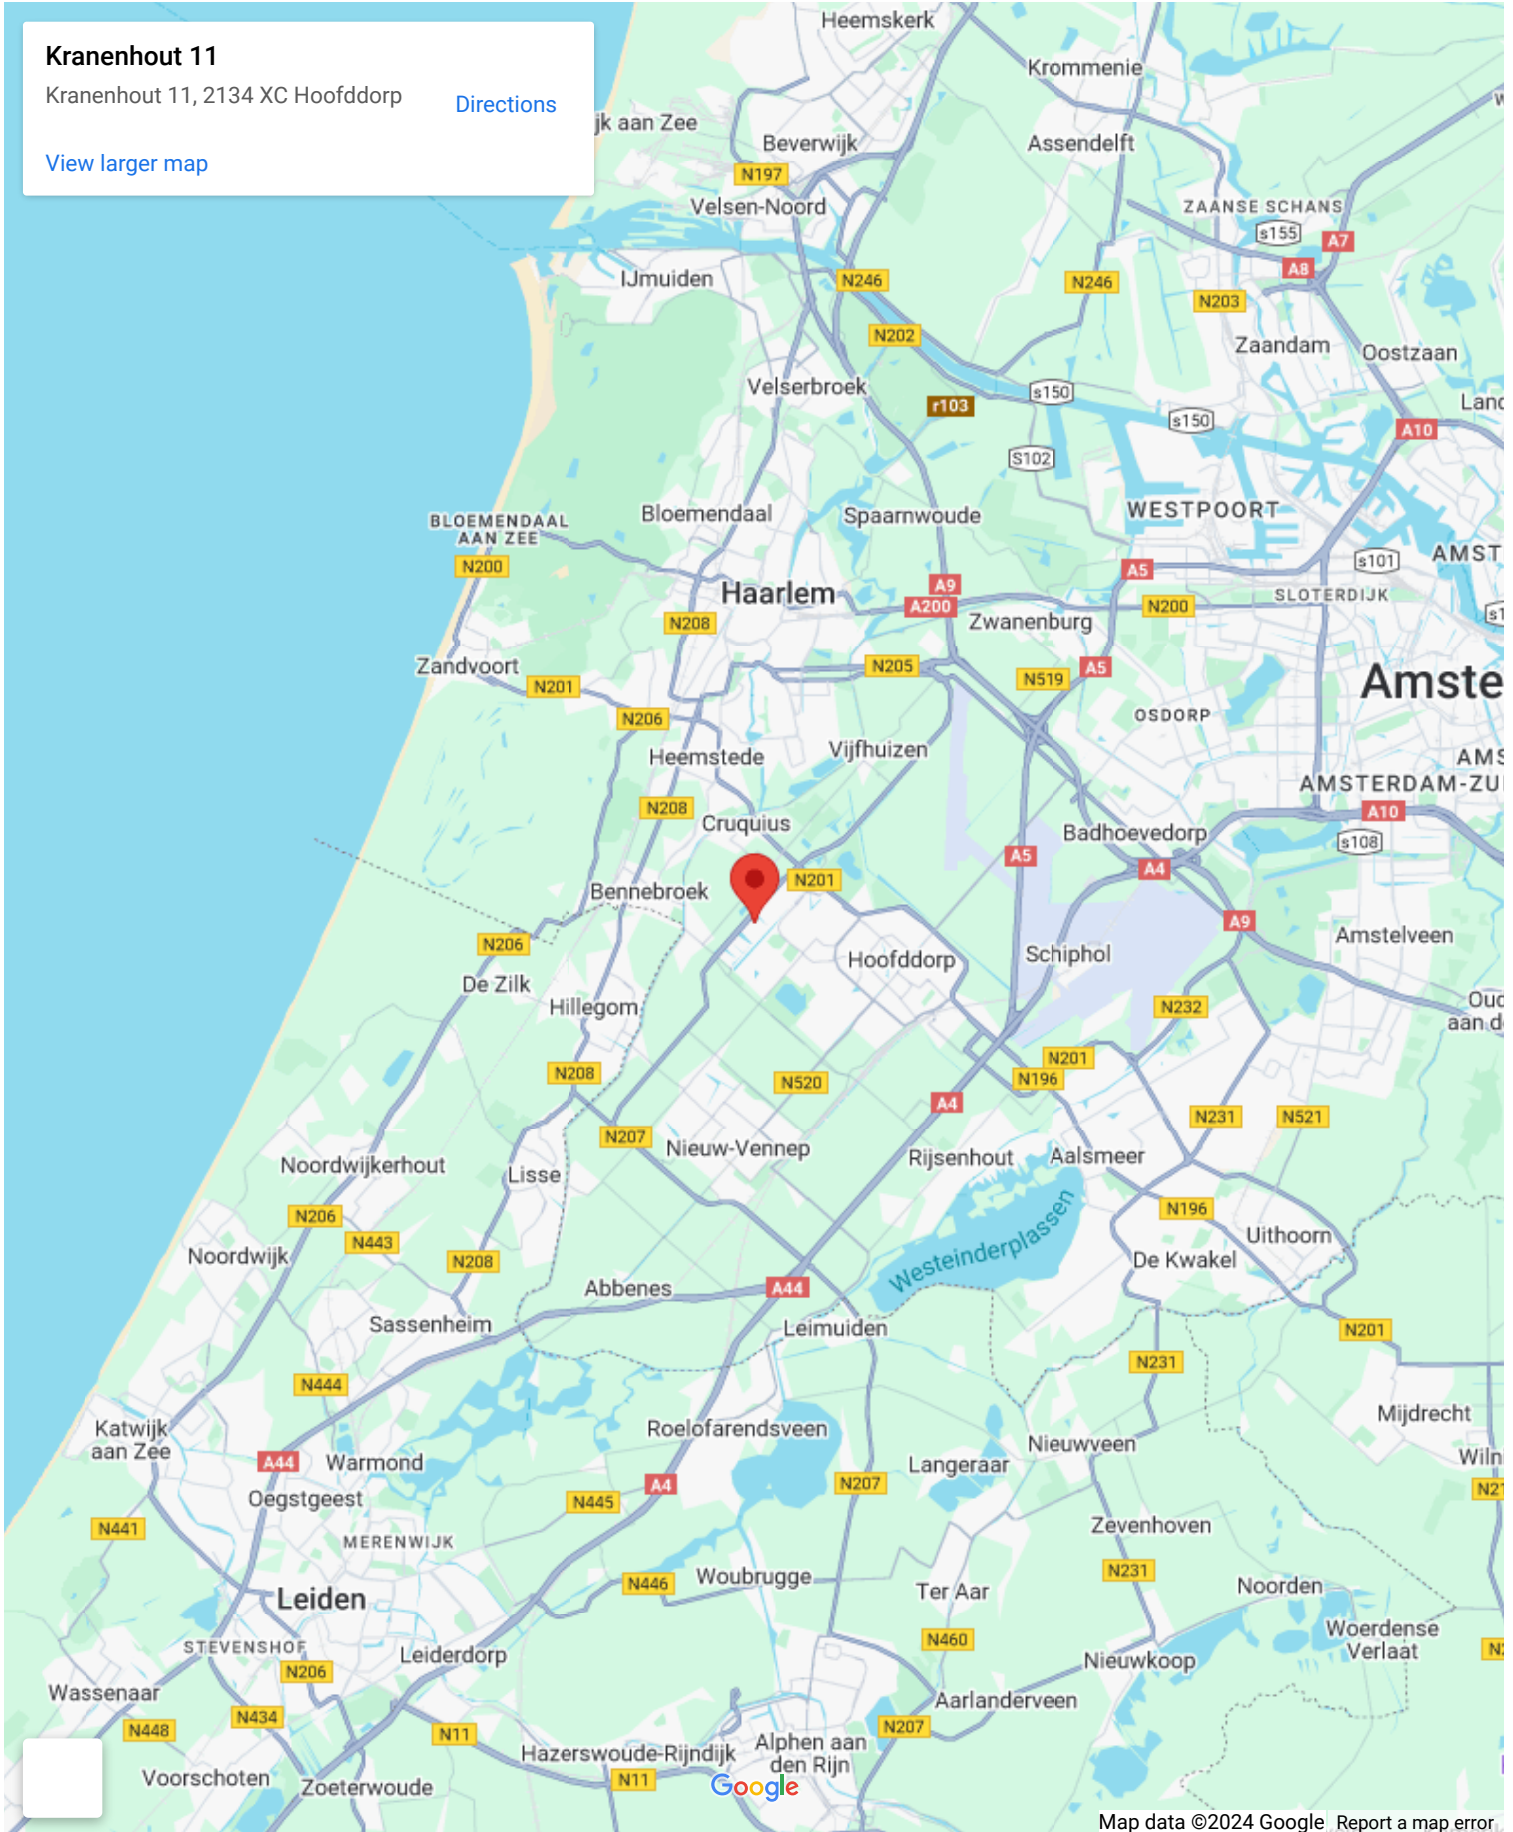 Kranenhout 11
Kranenhout 11, 2134 XC Hoofddorp
Directions
View larger map
Heemskerk
Krommenie
jk aan Zee
Beverwijk
Assendelft
N197
Velsen-Noord
ZAANSE SCHANS
s155
A7
A8
IJmuiden
N246
N246
N203
N202
Zaandam
Oostzaan
Velserbroek
r103
s150
s150
A10
S102
Bloemendaal
Spaarnwoude
WESTPOORT
BLOEMENDAAL
AAN ZEE
N200
s101
AMST
A5
A9
Haarlem
A200
N200
SLOTERDIJK
N208
Zwanenburg
Zandvoort
N205
A5
N519
N201
Amste
N206
OSDORP
Heemstede
Vijfhuizen
AMS
AMSTERDAM-ZUI
N208
A10
Cruquius
Badhoevedorp
s108
A5
A4
N201
Bennebroek
A9
N206
Amstelveen
Hoofddorp
Schiphol
De Zilk
Hillegom
N232
Oud
aan d
N201
N208
N520
N196
A4
N231
N521
N207
Nieuw-Vennep
Rijsenhout
Aalsmeer
Noordwijkerhout
Lisse
N206
N196
N443
Westeinderplassen
Uithoorn
Noordwijk
N208
De Kwakel
Abbenes
A44
Sassenheim
Leimuiden
N201
N231
N444
Katwijk
aan Zee
Roelofarendsveen
Mijdrecht
Nieuwveen
A44
Warmond
Langeraar
Wiln
A4
N207
N21
Oegstgeest
N445
N441
Zevenhoven
MERENWIJK
N231
Woubrugge
N446
Ter Aar
Noorden
Leiden
Woerdense
Verlaat
N460
STEVENSHOF
Leiderdorp
Nieuwkoop
N206
Wassenaar
Aarlanderveen
N434
N448
N11
N207
Alphen aan
den Rijn
Hazerswoude-Rijndijk
Voorschoten
Zoeterwoude
N11
Google
Map data ©2024 Google
Report a map error